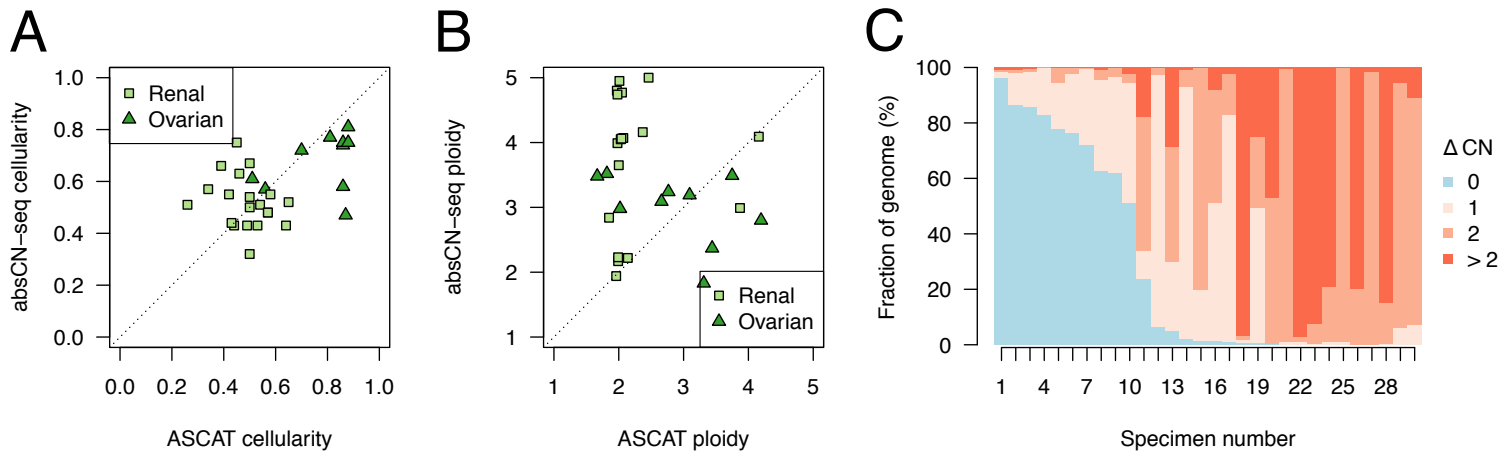 A
absCN−seq cellularity
1.0
0.8
0.6
0.4
0.2
0.0
Renal
Ovarian
0.0 0.2 0.4 0.6 0.8 1.0
ASCAT cellularity
B
absCN−seq ploidy
5
4
3
2
1
Renal
Ovarian
1 2 3 4 5
ASCAT ploidy
C
Fraction of genome (%)
100
80
60
40
20
0
1 4 7 10 13 16 19 22 25 28
Specimen number
Δ CN
0
1
2
> 2